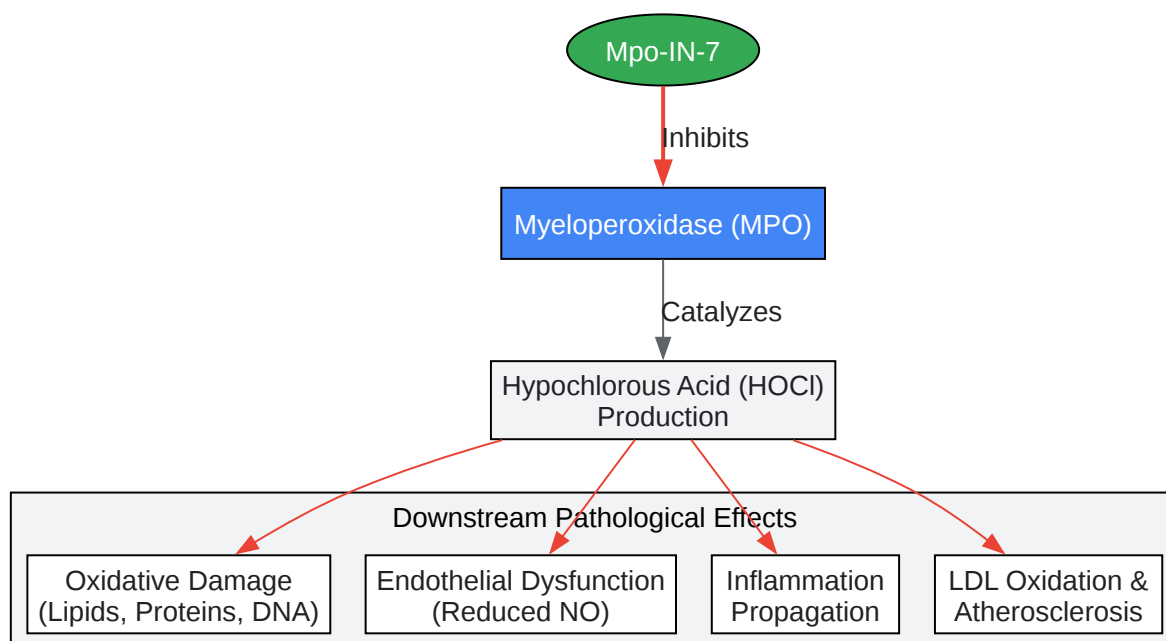 Mpo-IN-7
Inhibits
Myeloperoxidase (MPO)
Catalyzes
Hypochlorous Acid (HOCl)
Production
Downstream Pathological Effects
Oxidative Damage
(Lipids, Proteins, DNA)
Endothelial Dysfunction
(Reduced NO)
Inflammation
Propagation
LDL Oxidation &
Atherosclerosis